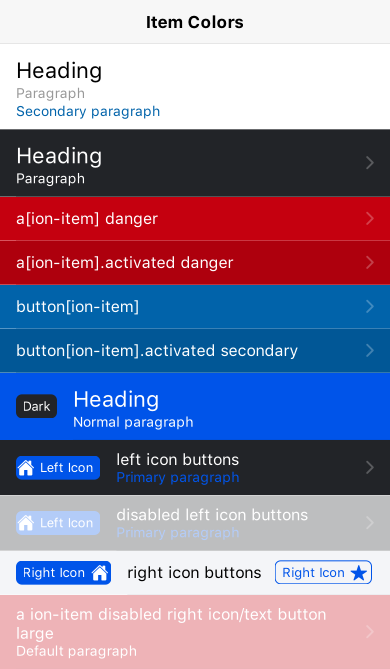 Item Colors
Heading
Paragraph
Secondary paragraph
Heading
Paragraph
a[ion-item] danger
a[ion-item].activated danger
button[ion-item]
button[ion-item].activated secondary
Dark
Heading
Normal paragraph
Left Icon
left icon buttons
Primary paragraph
Left Icon
disabled left icon buttons
Primary paragraph
Right Icon
right icon buttons
Right Icon
a ion-item disabled right icon/text button
large
Default paragraph